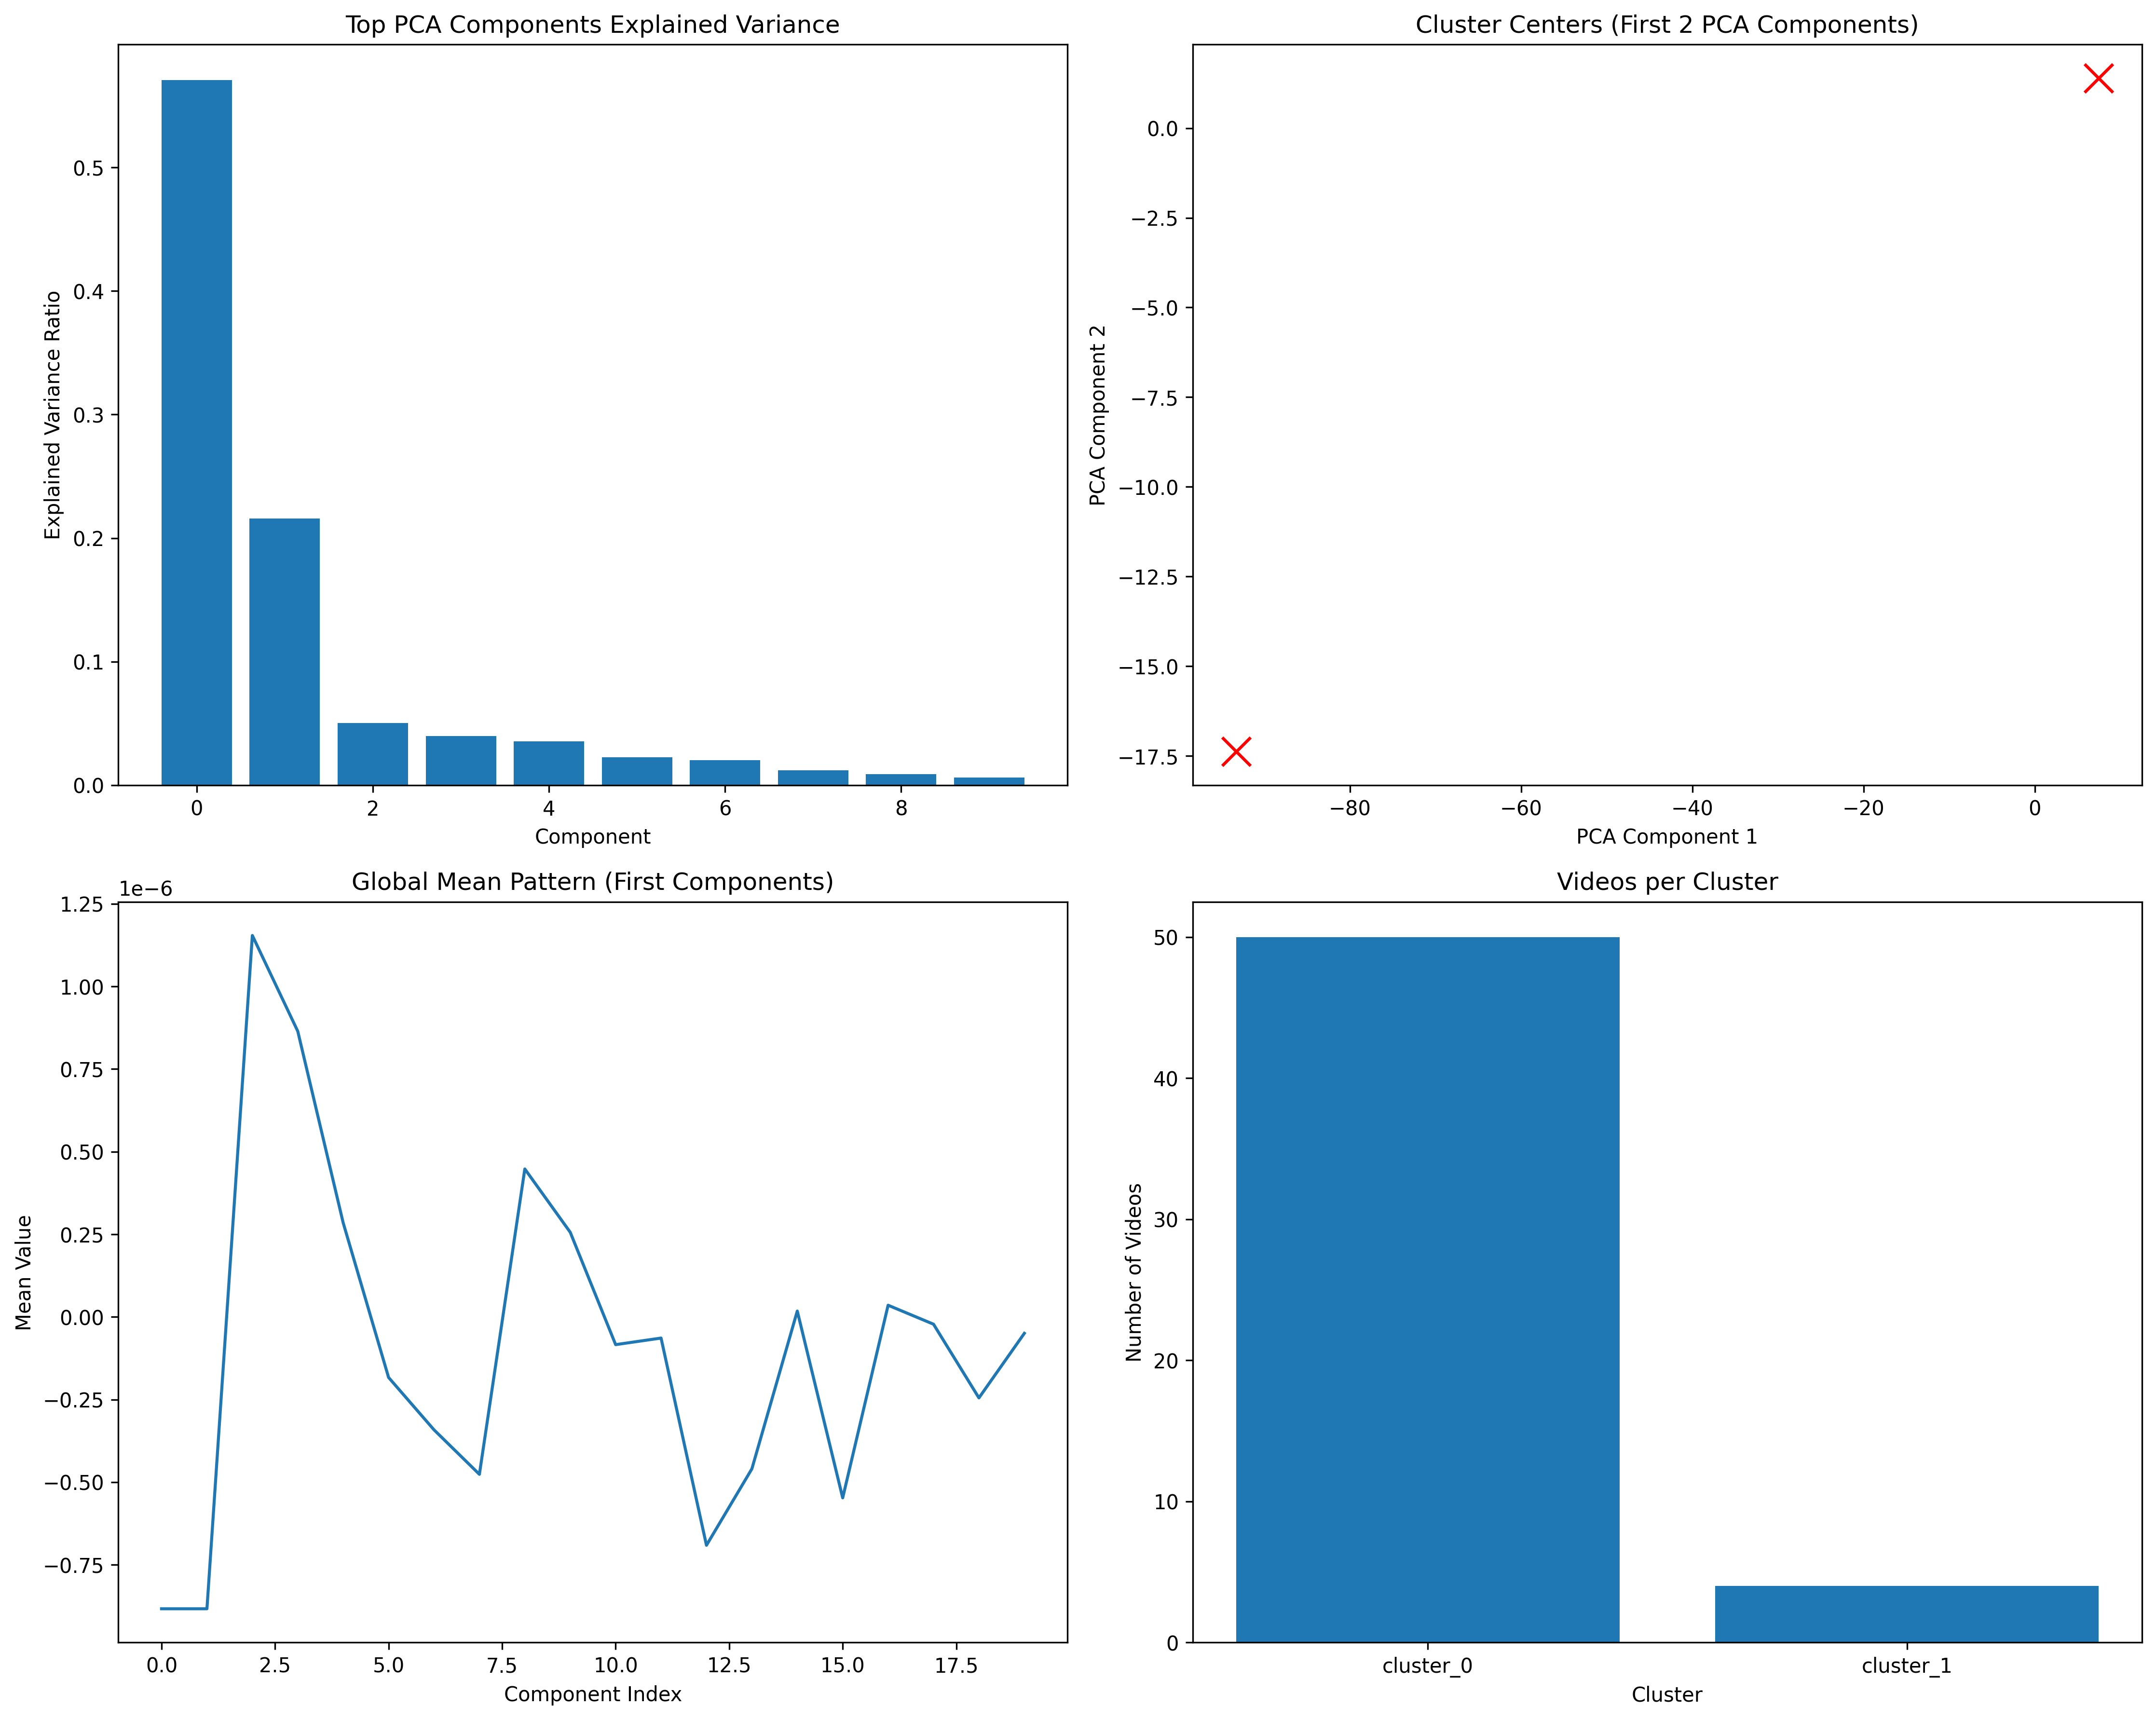 Top PCA Components Explained Variance
Explained Variance Ratio
0.5
0.4
0.3
0.2
0.1
0.0
0 2 4 6 8
Component
Cluster Centers (First 2 PCA Components)
PCA Component 2
0.0
−2.5
−5.0
−7.5
−10.0
−12.5
−15.0
−17.5
−80 −60 −40 −20 0
PCA Component 1
Global Mean Pattern (First Components)
1e−6
Mean Value
1.25
1.00
0.75
0.50
0.25
0.00
−0.25
−0.50
−0.75
0.0 2.5 5.0 7.5 10.0 12.5 15.0 17.5
Component Index
Videos per Cluster
Number of Videos
50
40
30
20
10
0
cluster_0 cluster_1
Cluster